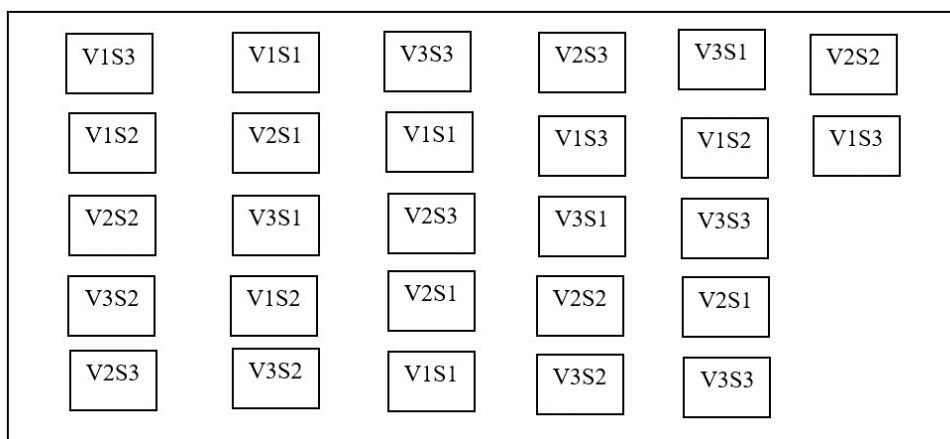 V1S3 V1S1 V3S3 V2S3 V3S1 V2S2
V1S2 V2S1 V1S1 V1S3 V1S2 V1S3
V2S2 V3S1 V2S3 V3S1 V3S3
V3S2 V1S2 V2S1 V2S2 V2S1
V2S3 V3S2 V1S1 V3S2 V3S3